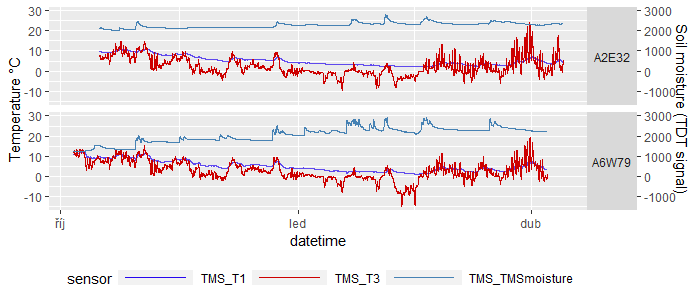 30
20
10
0
-10
3000
2000
1000
0
-1000
A2E32
30
20
10
0
-10
3000
2000
1000
0
-1000
A6W79
Temperature °C
Soil moisture (TDT signal)
říj
led
dub
datetime
sensor
TMS_T1
TMS_T3
TMS_TMSmoisture